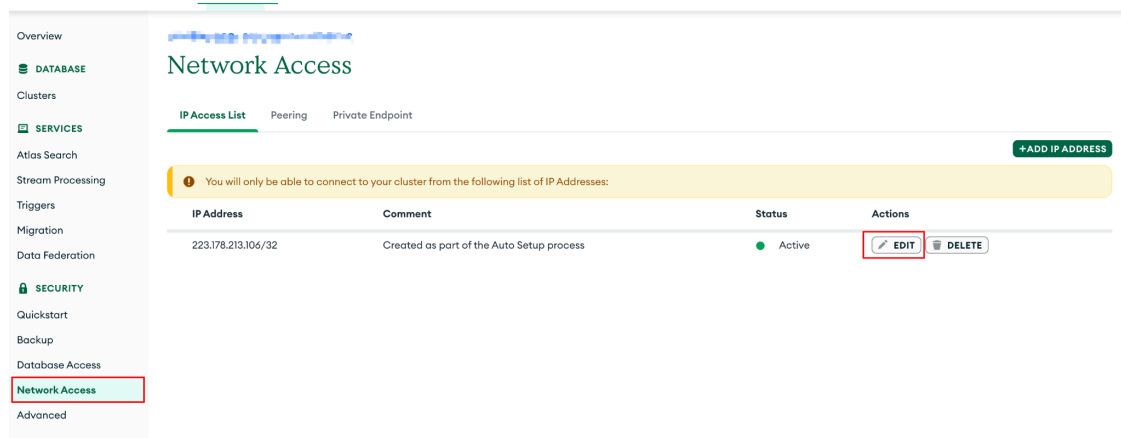 Overview
DATABASE
Clusters
SERVICES
Atlas Search
Stream Processing
Triggers
Migration
Data Federation
SECURITY
Quickstart
Backup
Database Access
Network Access
Advanced
Network Access
IP Access List Peering Private Endpoint
+ADD IP ADDRESS
You will only be able to connect to your cluster from the following list of IP Addresses:
IP Address Comment Status Actions
223.178.213.106/32 Created as part of the Auto Setup process Active EDIT DELETE